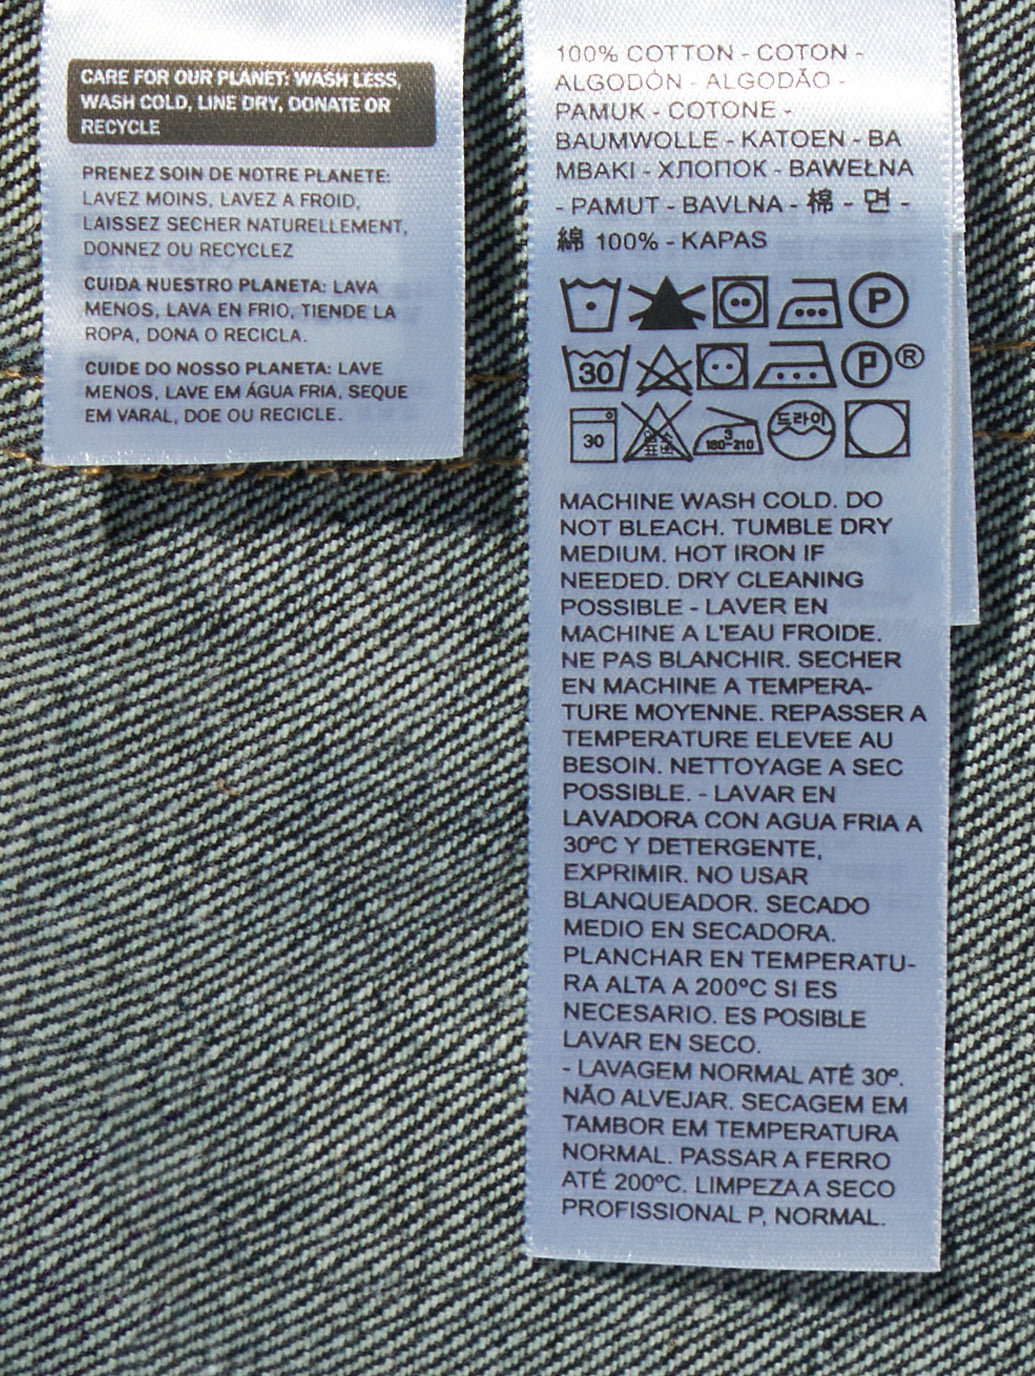 CARE FOR OUR PLANET: WASH LESS,
WASH COLD, LINE DRY, DONATE OR
RECYCLE
PRENEZ SOIN DE NOTRE PLANETE:
LAVEZ MOINS, LAVEZ A FROID,
LAISSEZ SECHER NATURELLEMENT,
DONNEZ OU RECYCLEZ
CUIDA NUESTRO PLANETA: LAVA
MENOS, LAVA EN FRIO, TIENDE LA
ROPA, DONA O RECICLA.
CUIDE DO NOSSO PLANETA: LAVE
MENOS, LAVE EM ÁGUA FRIA, SEQUE
EM VARAL, DOE OU RECICLE.
100% COTTON - COTON -
ALGODÓN - ALGODÃO -
PAMUK - COTONE -
BAUMWOLLE - KATOEN - BA
MBAKI - ХЛОПОК - BAWEŁNA
- PAMUT - BAVLNA - 棉 - 면 -
綿 100% - KAPAS
P
30 P ®
30 3 180-210 드라이
MACHINE WASH COLD. DO
NOT BLEACH. TUMBLE DRY
MEDIUM. HOT IRON IF
NEEDED. DRY CLEANING
POSSIBLE - LAVER EN
MACHINE A L'EAU FROIDE.
NE PAS BLANCHIR. SECHER
EN MACHINE A TEMPERA-
TURE MOYENNE. REPASSER A
TEMPERATURE ELEVEE AU
BESOIN. NETTOYAGE A SEC
POSSIBLE. - LAVAR EN
LAVADORA CON AGUA FRIA A
30ºC Y DETERGENTE,
EXPRIMIR. NO USAR
BLANQUEADOR. SECADO
MEDIO EN SECADORA.
PLANCHAR EN TEMPERATU-
RA ALTA A 200ºC SI ES
NECESARIO. ES POSIBLE
LAVAR EN SECO.
- LAVAGEM NORMAL ATÉ 30º.
NÃO ALVEJAR. SECAGEM EM
TAMBOR EM TEMPERATURA
NORMAL. PASSAR A FERRO
ATÉ 200ºC. LIMPEZA A SECO
PROFISSIONAL P, NORMAL.